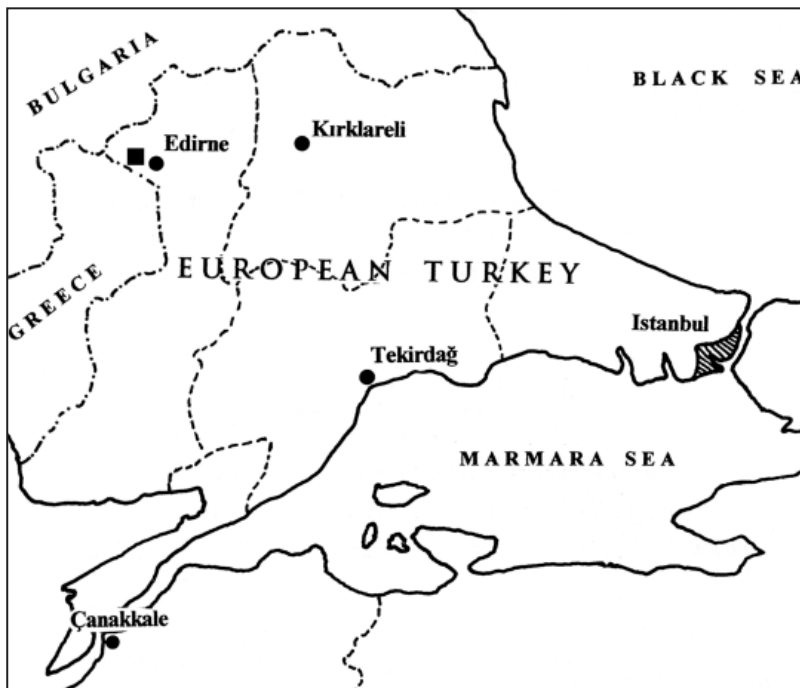 BULGARIA
BLACK SEA
Edirne
Kırklareli
GREECE
EUROPEAN TURKEY
Istanbul
Tekirdağ
MARMARA SEA
Çanakkale